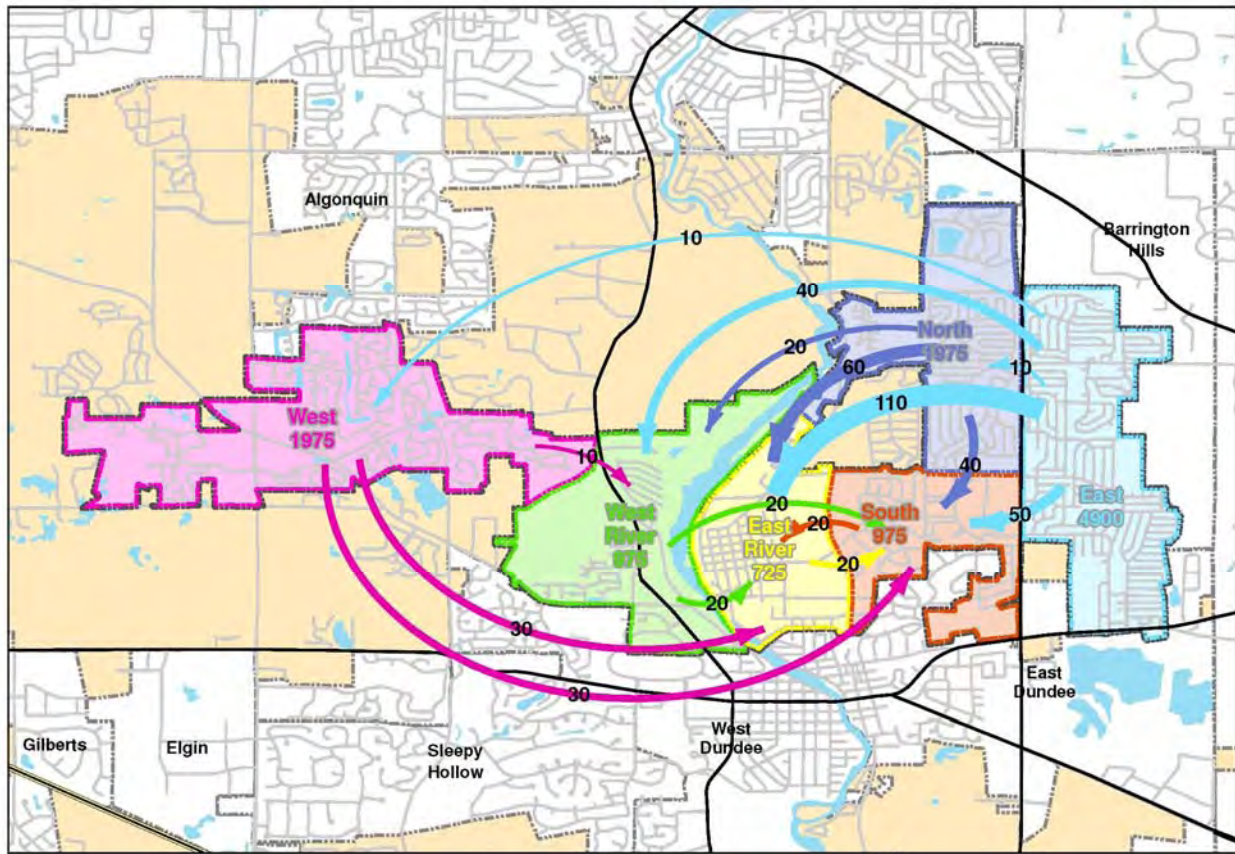 Algonquin
10
Barrington
Hills
40
20
North
1975
60
10
110
West
1975
10
40
20
East
4900
50
West
River
975
East
River
725
20
South
975
20
20
30
30
East
Dundee
West
Dundee
Gilberts
Elgin
Sleepy
Hollow